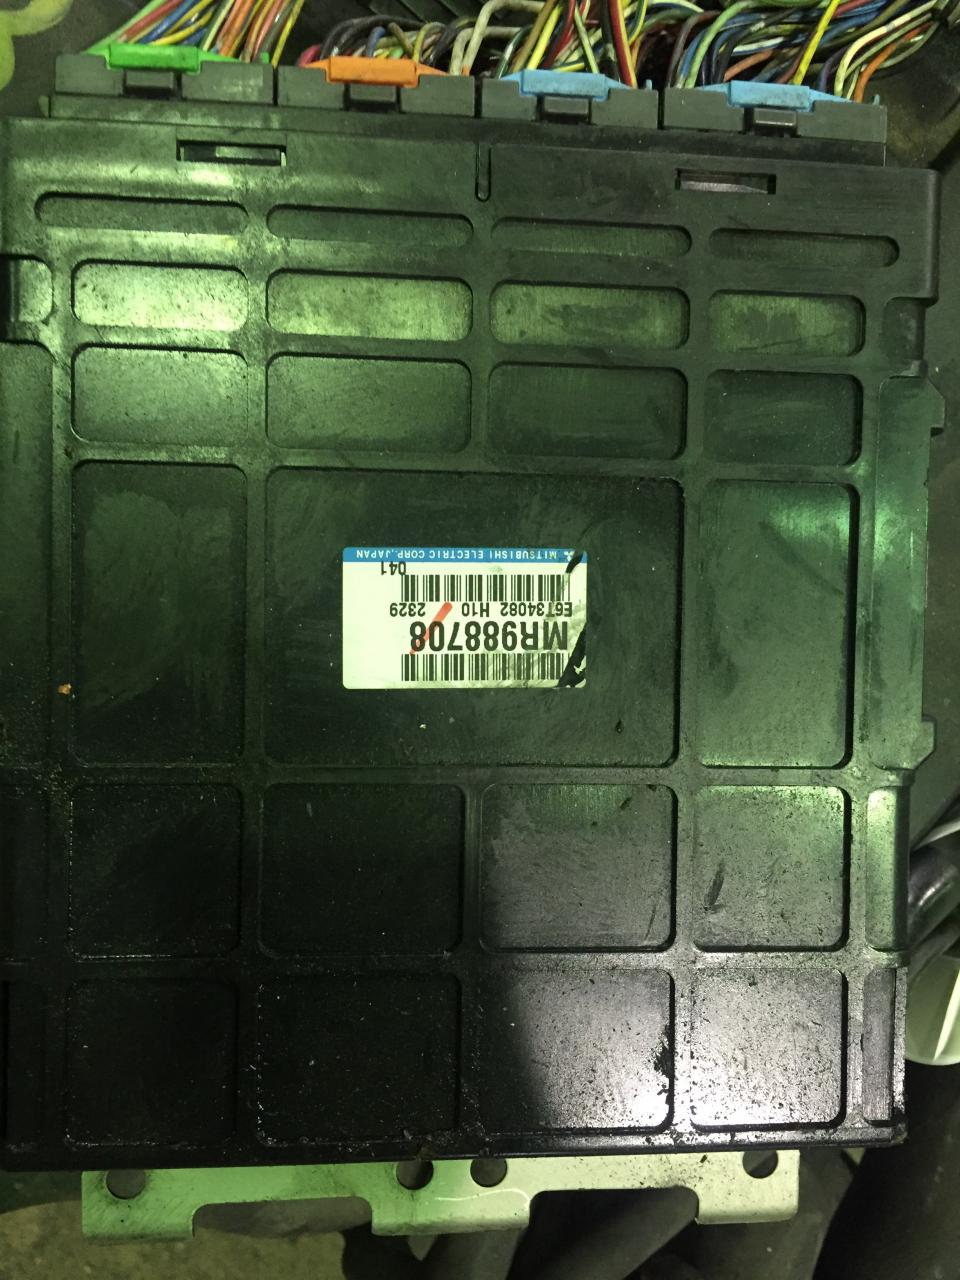 MR988708
E6T34082 H10 2329
041
MITSUBISHI ELECTRIC CORP. JAPAN